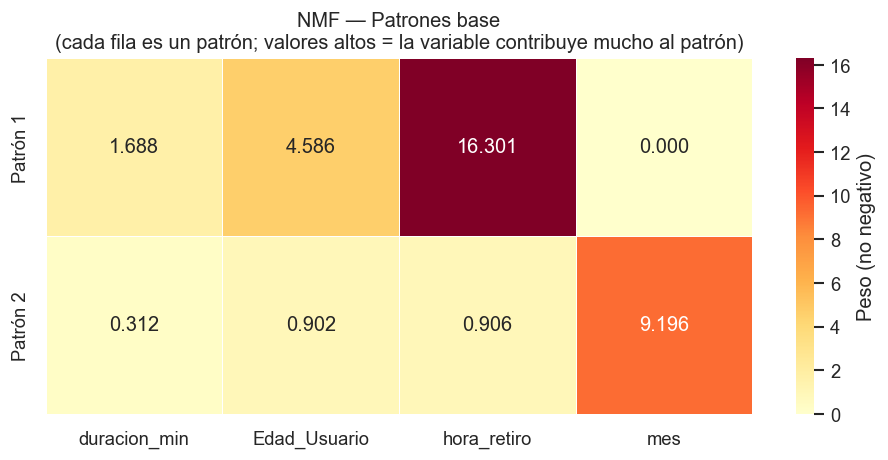 NMF — Patrones base
(cada fila es un patrón; valores altos = la variable contribuye mucho al patrón)
Patrón 1
1.688
4.586
16.301
0.000
Patrón 2
0.312
0.902
0.906
9.196
duracion_min
Edad_Usuario
hora_retiro
mes
16
14
12
10
8
6
4
2
0
Peso (no negativo)